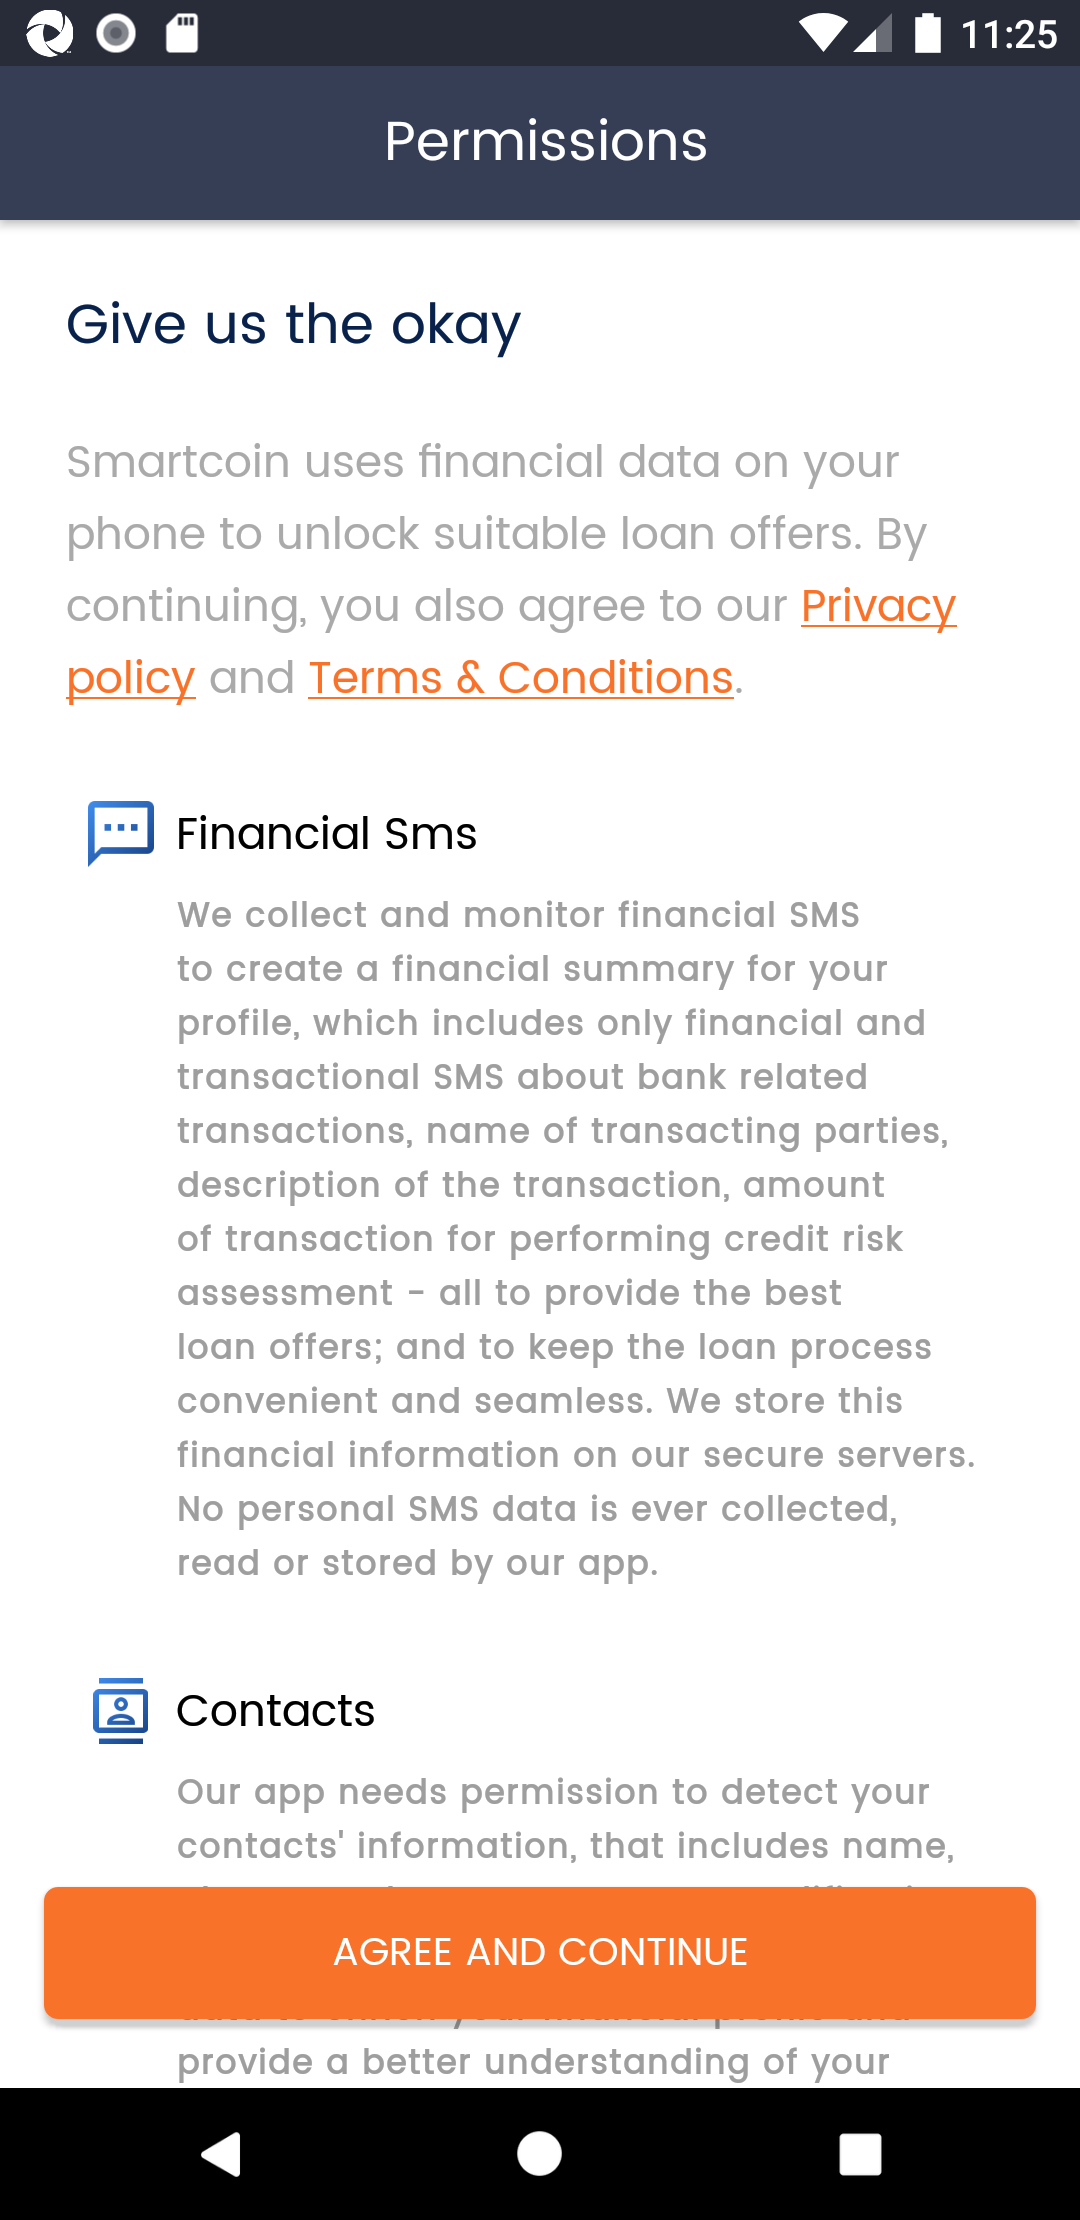 11:25
Permissions
Give us the okay
Smartcoin uses financial data on your
phone to unlock suitable loan offers. By
continuing, you also agree to our Privacy
policy and Terms & Conditions.
Financial Sms
We collect and monitor financial SMS
to create a financial summary for your
profile, which includes only financial and
transactional SMS about bank related
transactions, name of transacting parties,
description of the transaction, amount
of transaction for performing credit risk
assessment - all to provide the best
loan offers; and to keep the loan process
convenient and seamless. We store this
financial information on our secure servers.
No personal SMS data is ever collected,
read or stored by our app.
Contacts
Our app needs permission to detect your
contacts' information, that includes name,
AGREE AND CONTINUE
provide a better understanding of your